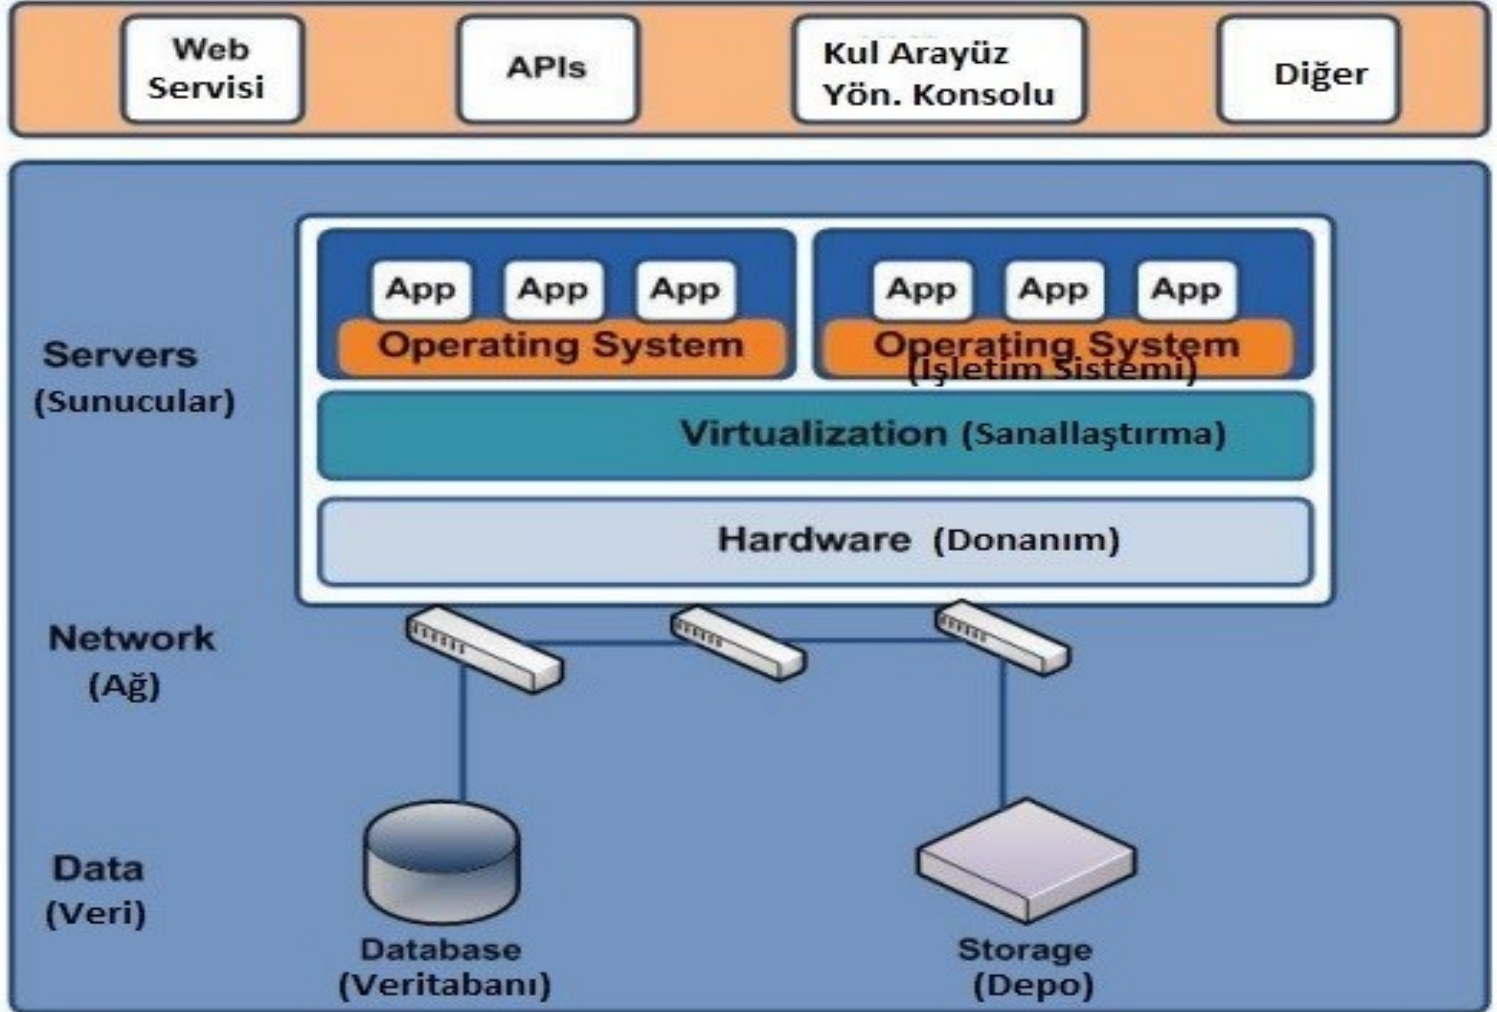 Web
Servisi
APIs
Kul Arayüz
Yön. Konsolu
Diğer
App App App
Operating System
App App App
Operating System
(İşletim Sistemi)
Servers
(Sunucular)
Virtualization (Sanallaştırma)
Hardware (Donanım)
Network
(Ağ)
Data
(Veri)
Database
(Veritabanı)
Storage
(Depo)